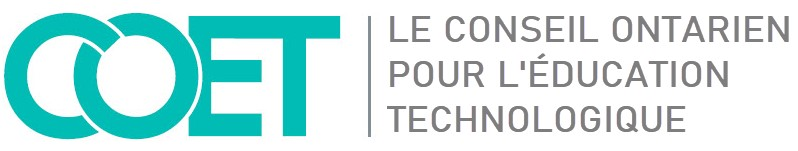 COET
LE CONSEIL ONTARIEN
POUR L'ÉDUCATION
TECHNOLOGIQUE